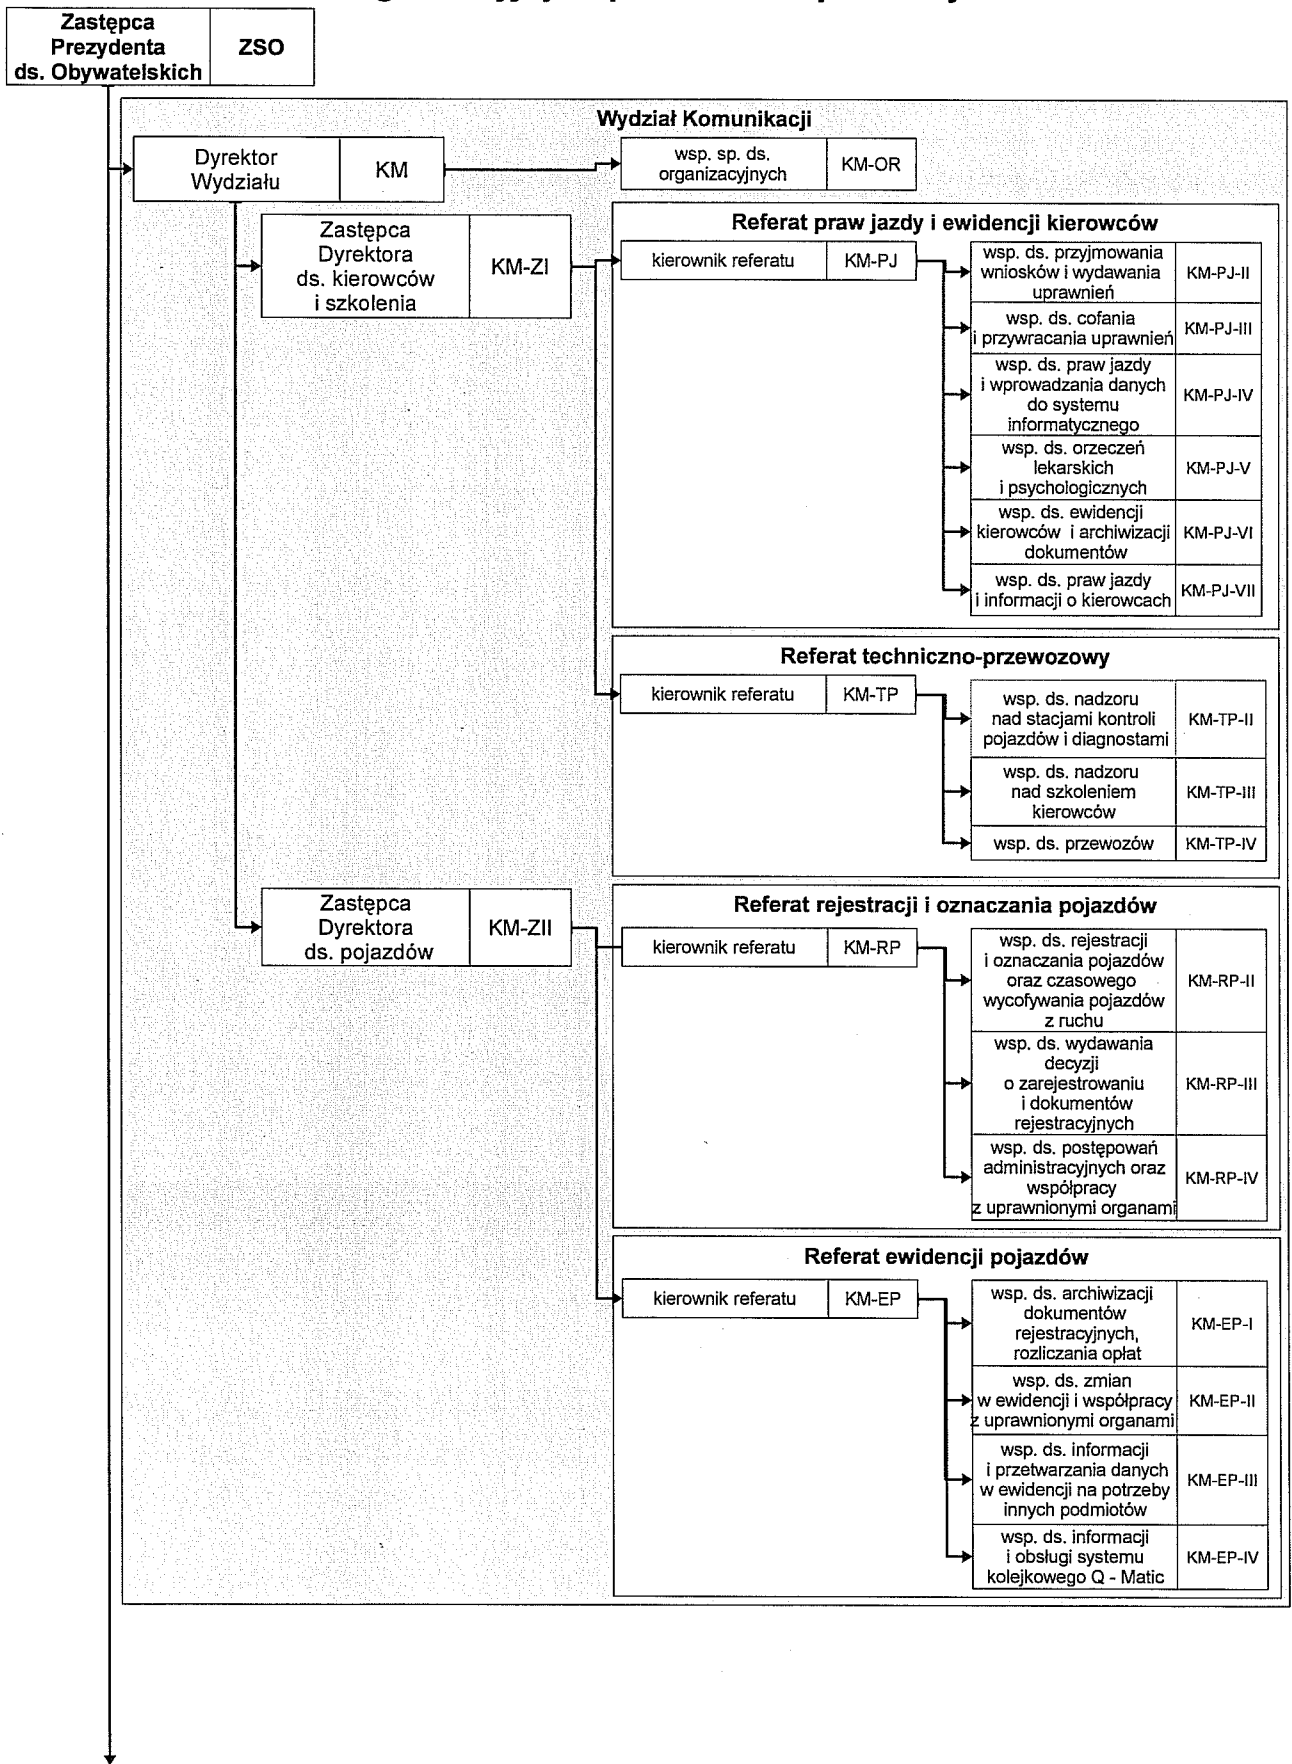 Zastępca
Prezydenta
ds. Obywatelskich
ZSO
Wydział Komunikacji
Dyrektor
Wydziału
KM
wsp. sp. ds.
organizacyjnych
KM-OR
Zastępca
Dyrektora
ds. kierowców
i szkolenia
KM-ZI
Referat praw jazdy i ewidencji kierowców
kierownik referatu
KM-PJ
wsp. ds. przyjmowania
wniosków i wydawania
uprawnień
KM-PJ-II
wsp. ds. cofania
i przywracania uprawnień
KM-PJ-III
wsp. ds. praw jazdy
i wprowadzania danych
do systemu
informatycznego
KM-PJ-IV
wsp. ds. orzeczeń
lekarskich
i psychologicznych
KM-PJ-V
wsp. ds. ewidencji
kierowców i archiwizacji
dokumentów
KM-PJ-VI
wsp. ds. praw jazdy
i informacji o kierowcach
KM-PJ-VII
Referat techniczno-przewozowy
kierownik referatu
KM-TP
wsp. ds. nadzoru
nad stacjami kontroli
pojazdów i diagnostami
KM-TP-II
wsp. ds. nadzoru
nad szkoleniem
kierowców
KM-TP-III
wsp. ds. przewozów
KM-TP-IV
Zastępca
Dyrektora
ds. pojazdów
KM-ZII
Referat rejestracji i oznaczania pojazdów
kierownik referatu
KM-RP
wsp. ds. rejestracji
i oznaczania pojazdów
oraz czasowego
wycofywania pojazdów
z ruchu
KM-RP-II
wsp. ds. wydawania
decyzji
o zarejestrowaniu
i dokumentów
rejestracyjnych
KM-RP-III
wsp. ds. postępowań
administracyjnych oraz
współpracy
z uprawnionymi organami
KM-RP-IV
Referat ewidencji pojazdów
kierownik referatu
KM-EP
wsp. ds. archiwizacji
dokumentów
rejestracyjnych,
rozliczania opłat
KM-EP-I
wsp. ds. zmian
w ewidencji i współpracy
z uprawnionymi organami
KM-EP-II
wsp. ds. informacji
i przetwarzania danych
w ewidencji na potrzeby
innych podmiotów
KM-EP-III
wsp. ds. informacji
i obsługi systemu
kolejkowego Q - Matic
KM-EP-IV